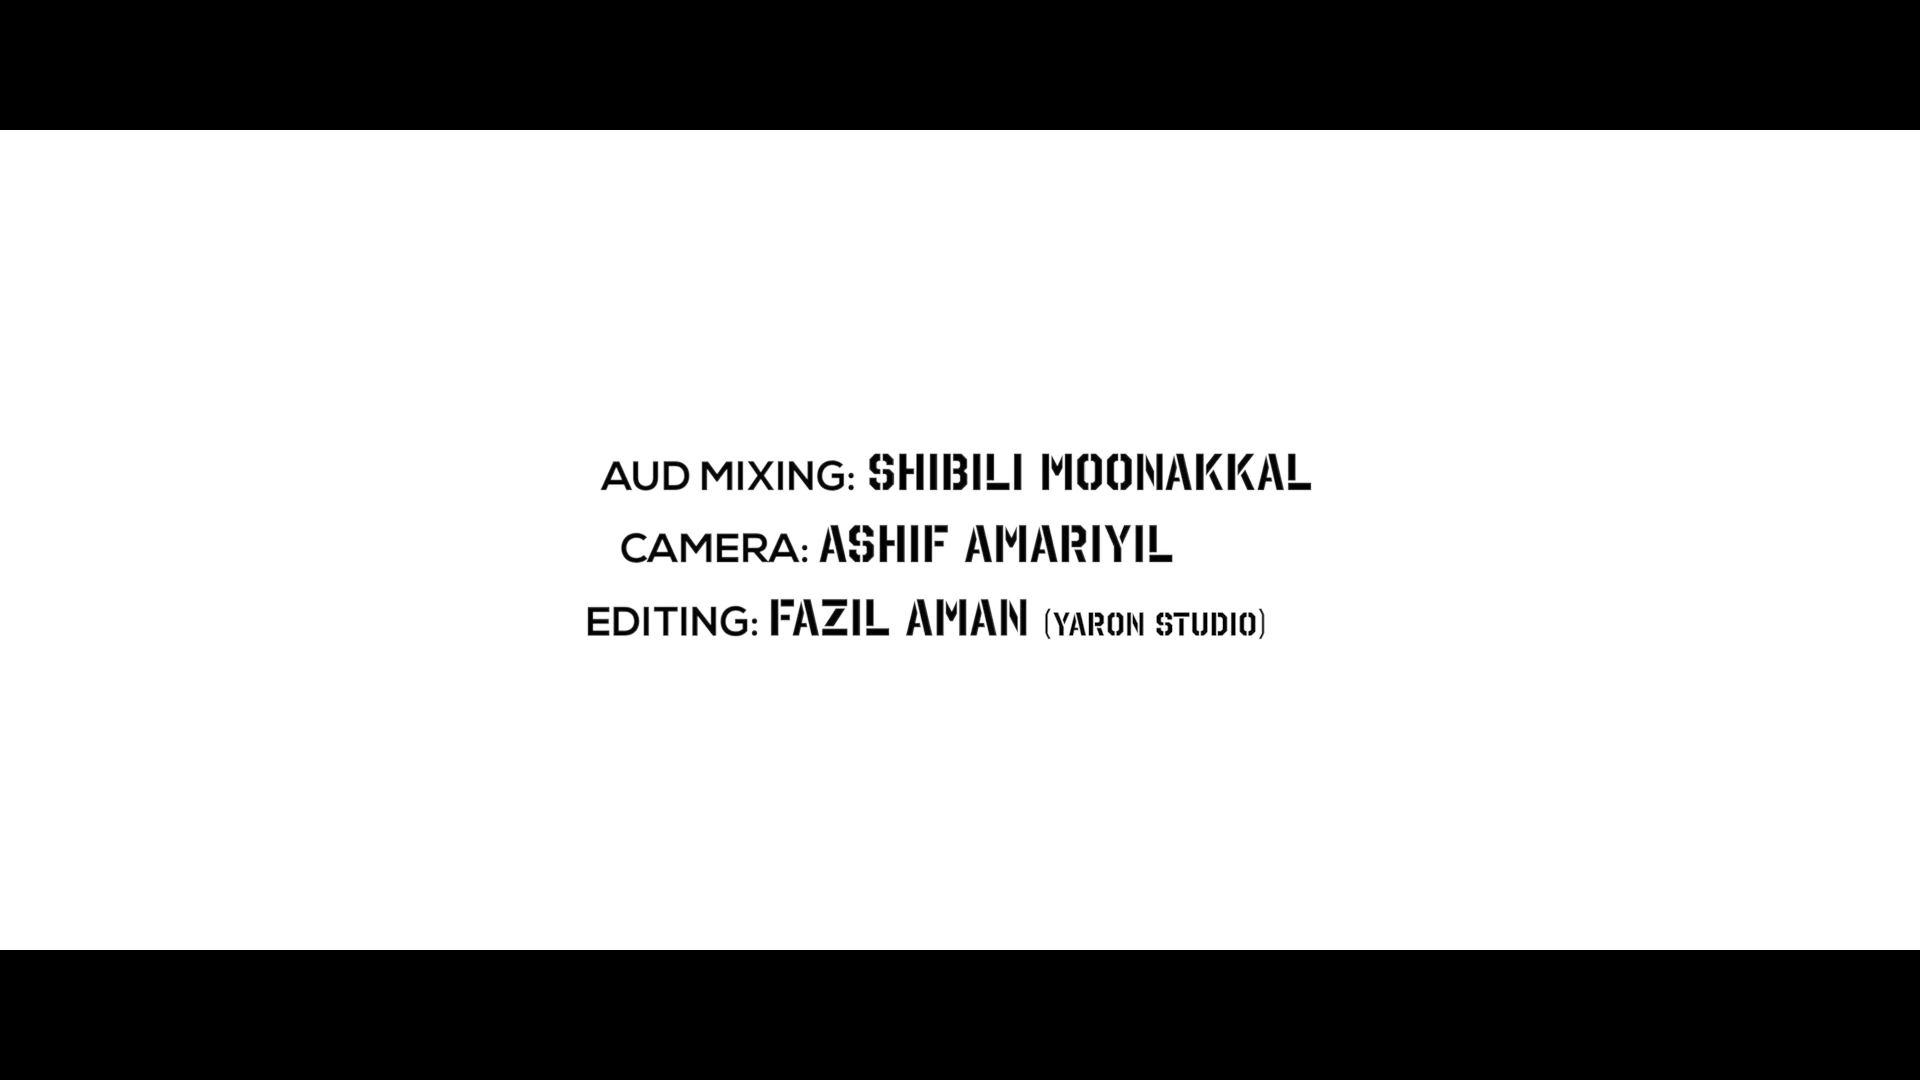 AUD MIXING: SHIBILI MOONAKKAL
CAMERA: ASHIF AMARIYIL
EDITING: FAZIL AMAN (YARON STUDIO)